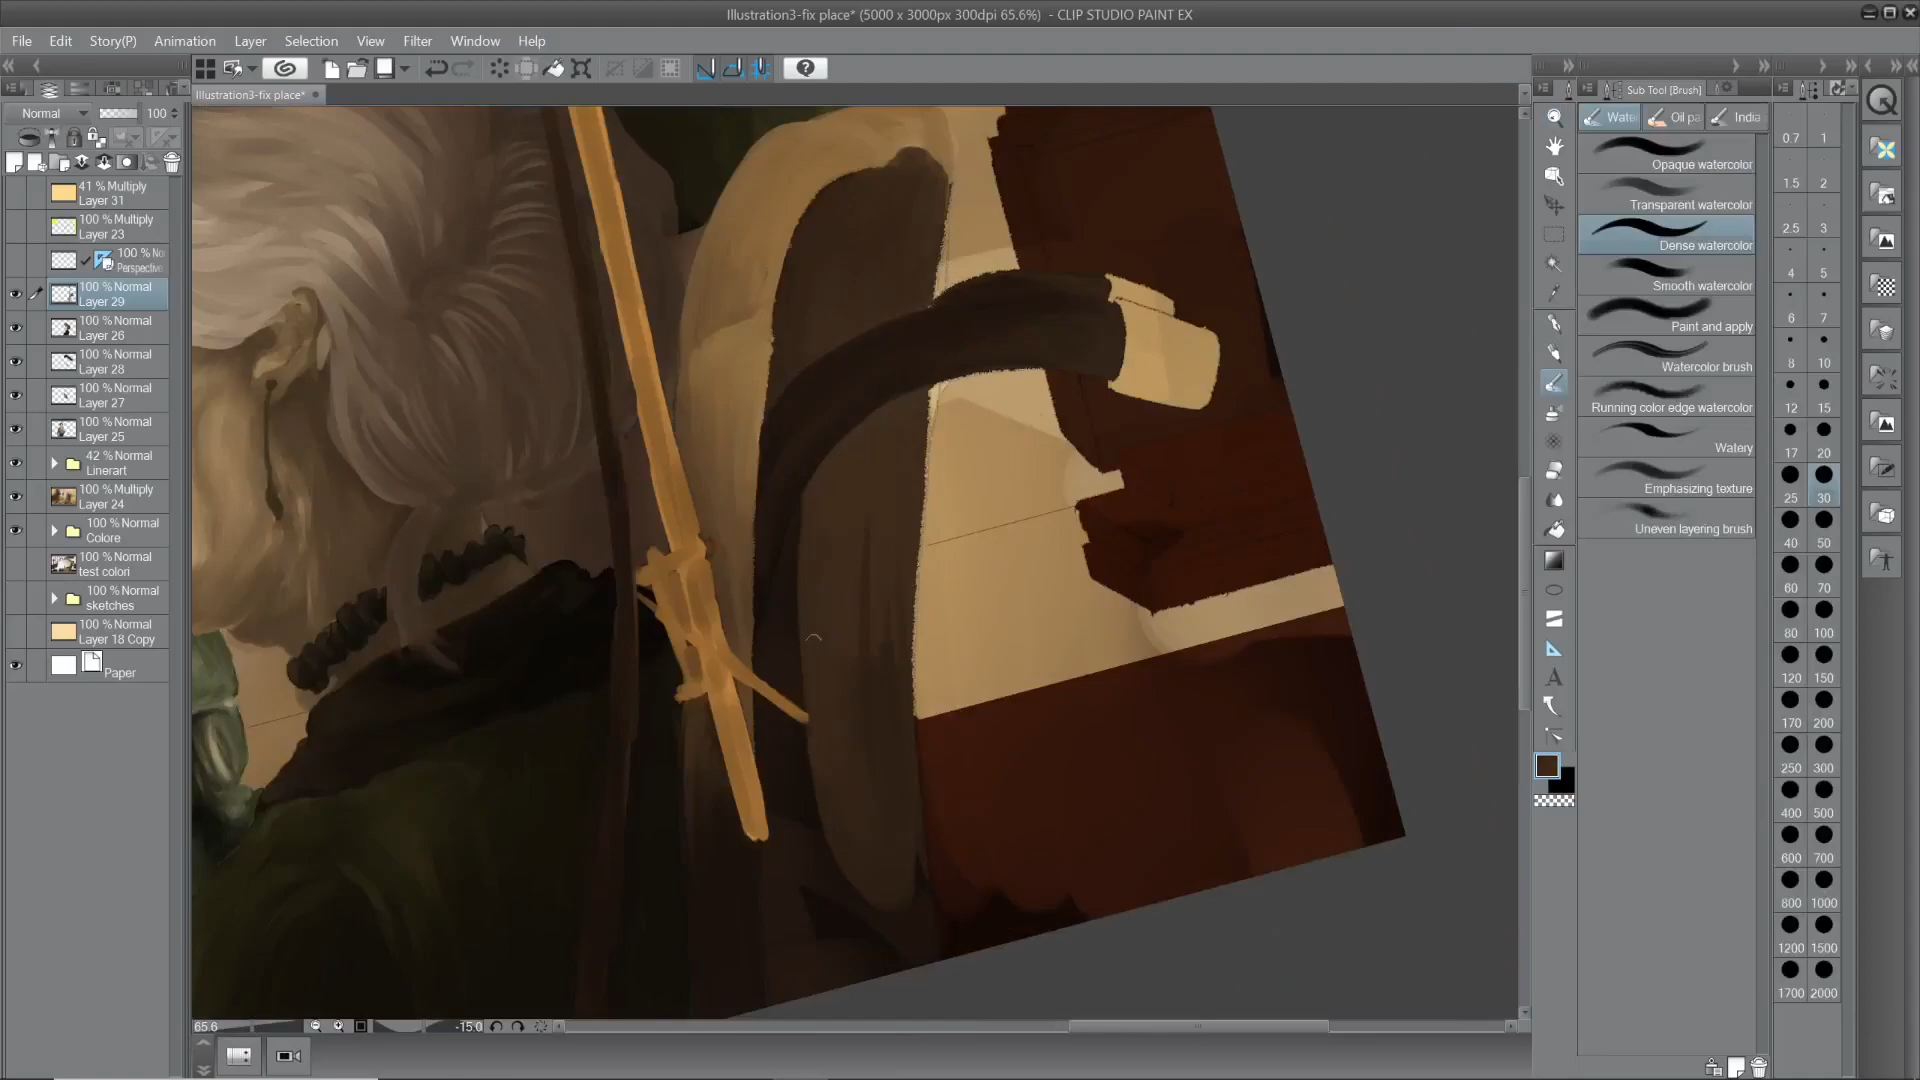 Illustration3-fix place* (5000 x 3000px 300dpi 65.6%)  - CLIP STUDIO PAINT EX
File Edit Story(P) Animation Layer Selection View Filter Window Help
Illustration3-fix place*
Sub Tool [Brush]
Normal 100
Wate Oil pa India
41 % Multiply
Layer 31
100 % Multiply
Layer 23
100 % No
Perspective
100 % Normal
Layer 29
100 % Normal
Layer 26
100 % Normal
Layer 28
100 % Normal
Layer 27
100 % Normal
Layer 25
42 % Normal
Linerart
100 % Multiply
Layer 24
100 % Normal
Colore
100 % Normal
test colori
100 % Normal
sketches
100 % Normal
Layer 18 Copy
Paper
Opaque watercolor
Transparent watercolor
Dense watercolor
Smooth watercolor
Paint and apply
Watercolor brush
Running color edge watercolor
Watery
Emphasizing texture
Uneven layering brush
0.7 1
1.5 2
2.5 3
4 5
6 7
8 10
12 15
17 20
25 30
40 50
60 70
80 100
120 150
170 200
250 300
400 500
600 700
800 1000
1200 1500
1700 2000
65.6 -15.0